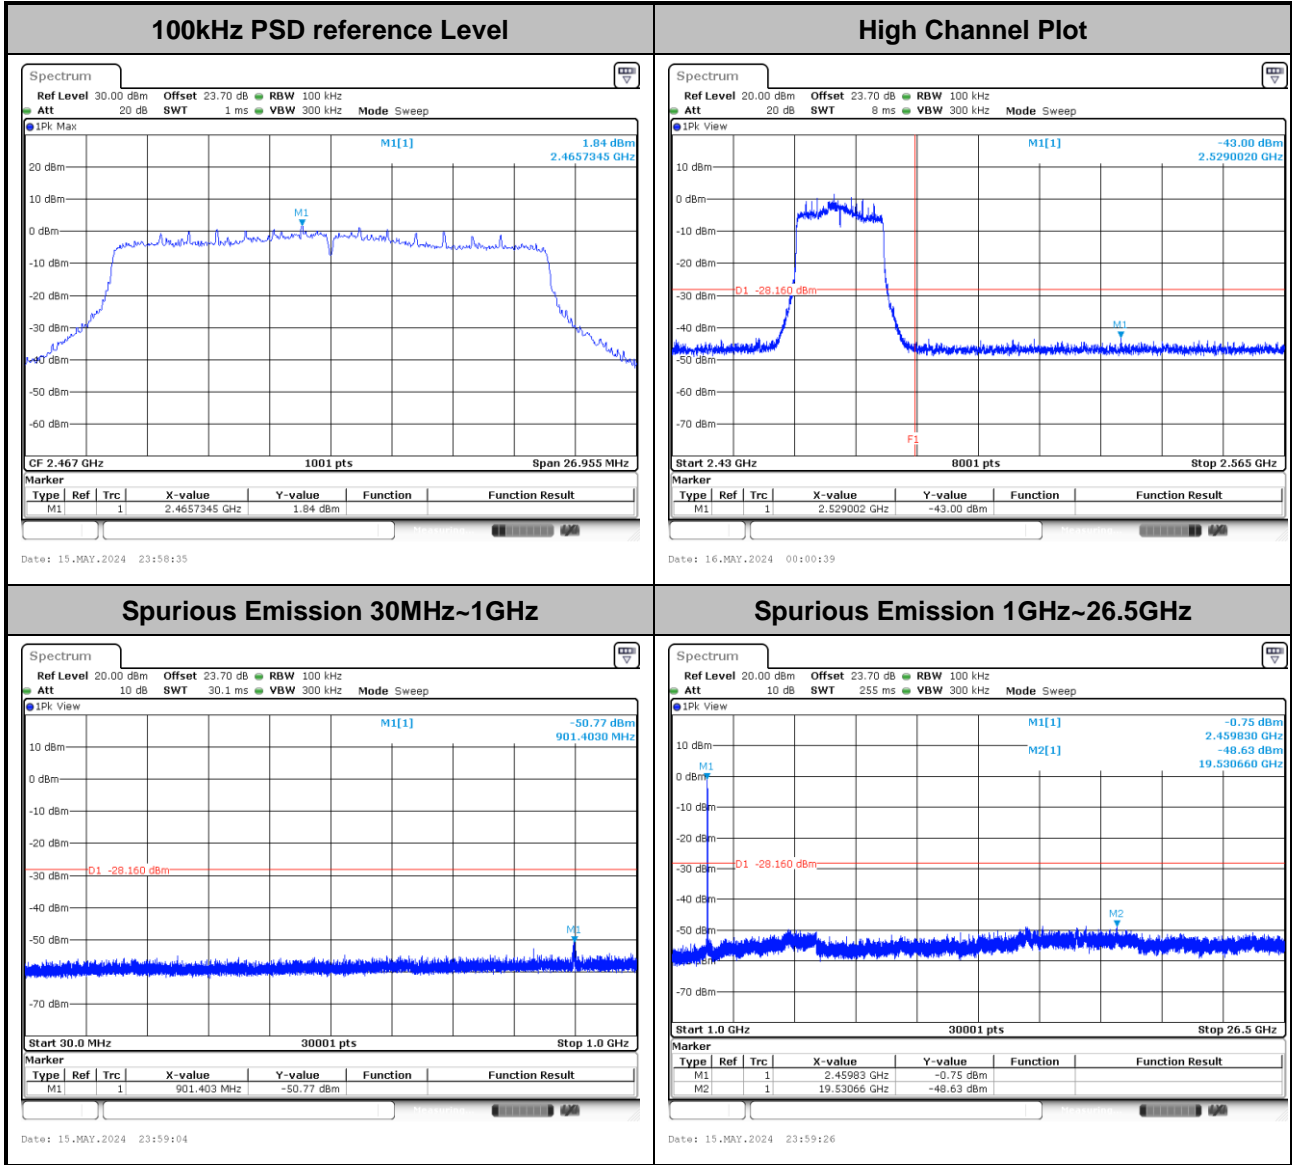 100kHz PSD reference Level
High Channel Plot
Spectrum
Ref Level 30.00 dBm Offset 23.70 dB RBW 100 kHz
Att 20 dB SWT 1 ms VBW 300 kHz Mode Sweep
1Pk Max
M1[1] 1.84 dBm
2.4657345 GHz
20 dBm
10 dBm
M1
0 dBm
-10 dBm
-20 dBm
-30 dBm
-40 dBm
-50 dBm
-60 dBm
CF 2.467 GHz 1001 pts Span 26.955 MHz
Marker
Type Ref Trc X-value Y-value Function Function Result
M1 1 2.4657345 GHz 1.84 dBm
Date: 15.MAY.2024 23:58:35
Spectrum
Ref Level 20.00 dBm Offset 23.70 dB RBW 100 kHz
Att 20 dB SWT 8 ms VBW 300 kHz Mode Sweep
1Pk View
M1[1] -43.00 dBm
2.5290020 GHz
10 dBm
0 dBm
-10 dBm
-20 dBm
D1 -28.160 dBm
-30 dBm
M1
-40 dBm
-50 dBm
-60 dBm
-70 dBm
F1
Start 2.43 GHz 8001 pts Stop 2.565 GHz
Marker
Type Ref Trc X-value Y-value Function Function Result
M1 1 2.529002 GHz -43.00 dBm
Date: 16.MAY.2024 00:00:39
Spurious Emission 30MHz~1GHz
Spurious Emission 1GHz~26.5GHz
Spectrum
Ref Level 20.00 dBm Offset 23.70 dB RBW 100 kHz
Att 10 dB SWT 30.1 ms VBW 300 kHz Mode Sweep
1Pk View
M1[1] -50.77 dBm
901.4030 MHz
10 dBm
0 dBm
-10 dBm
-20 dBm
D1 -28.160 dBm
-30 dBm
-40 dBm
M1
-50 dBm
-70 dBm
Start 30.0 MHz 30001 pts Stop 1.0 GHz
Marker
Type Ref Trc X-value Y-value Function Function Result
M1 1 901.403 MHz -50.77 dBm
Date: 15.MAY.2024 23:59:04
Spectrum
Ref Level 20.00 dBm Offset 23.70 dB RBW 100 kHz
Att 10 dB SWT 255 ms VBW 300 kHz Mode Sweep
1Pk View
M1[1] -0.75 dBm
2.459830 GHz
M2[1] -48.63 dBm
19.530660 GHz
10 dBm
M1
0 dBm
-10 dBm
-20 dBm
D1 -28.160 dBm
-30 dBm
-40 dBm
M2
-50 dBm
-70 dBm
Start 1.0 GHz 30001 pts Stop 26.5 GHz
Marker
Type Ref Trc X-value Y-value Function Function Result
M1 1 2.45983 GHz -0.75 dBm
M2 1 19.53066 GHz -48.63 dBm
Date: 15.MAY.2024 23:59:26